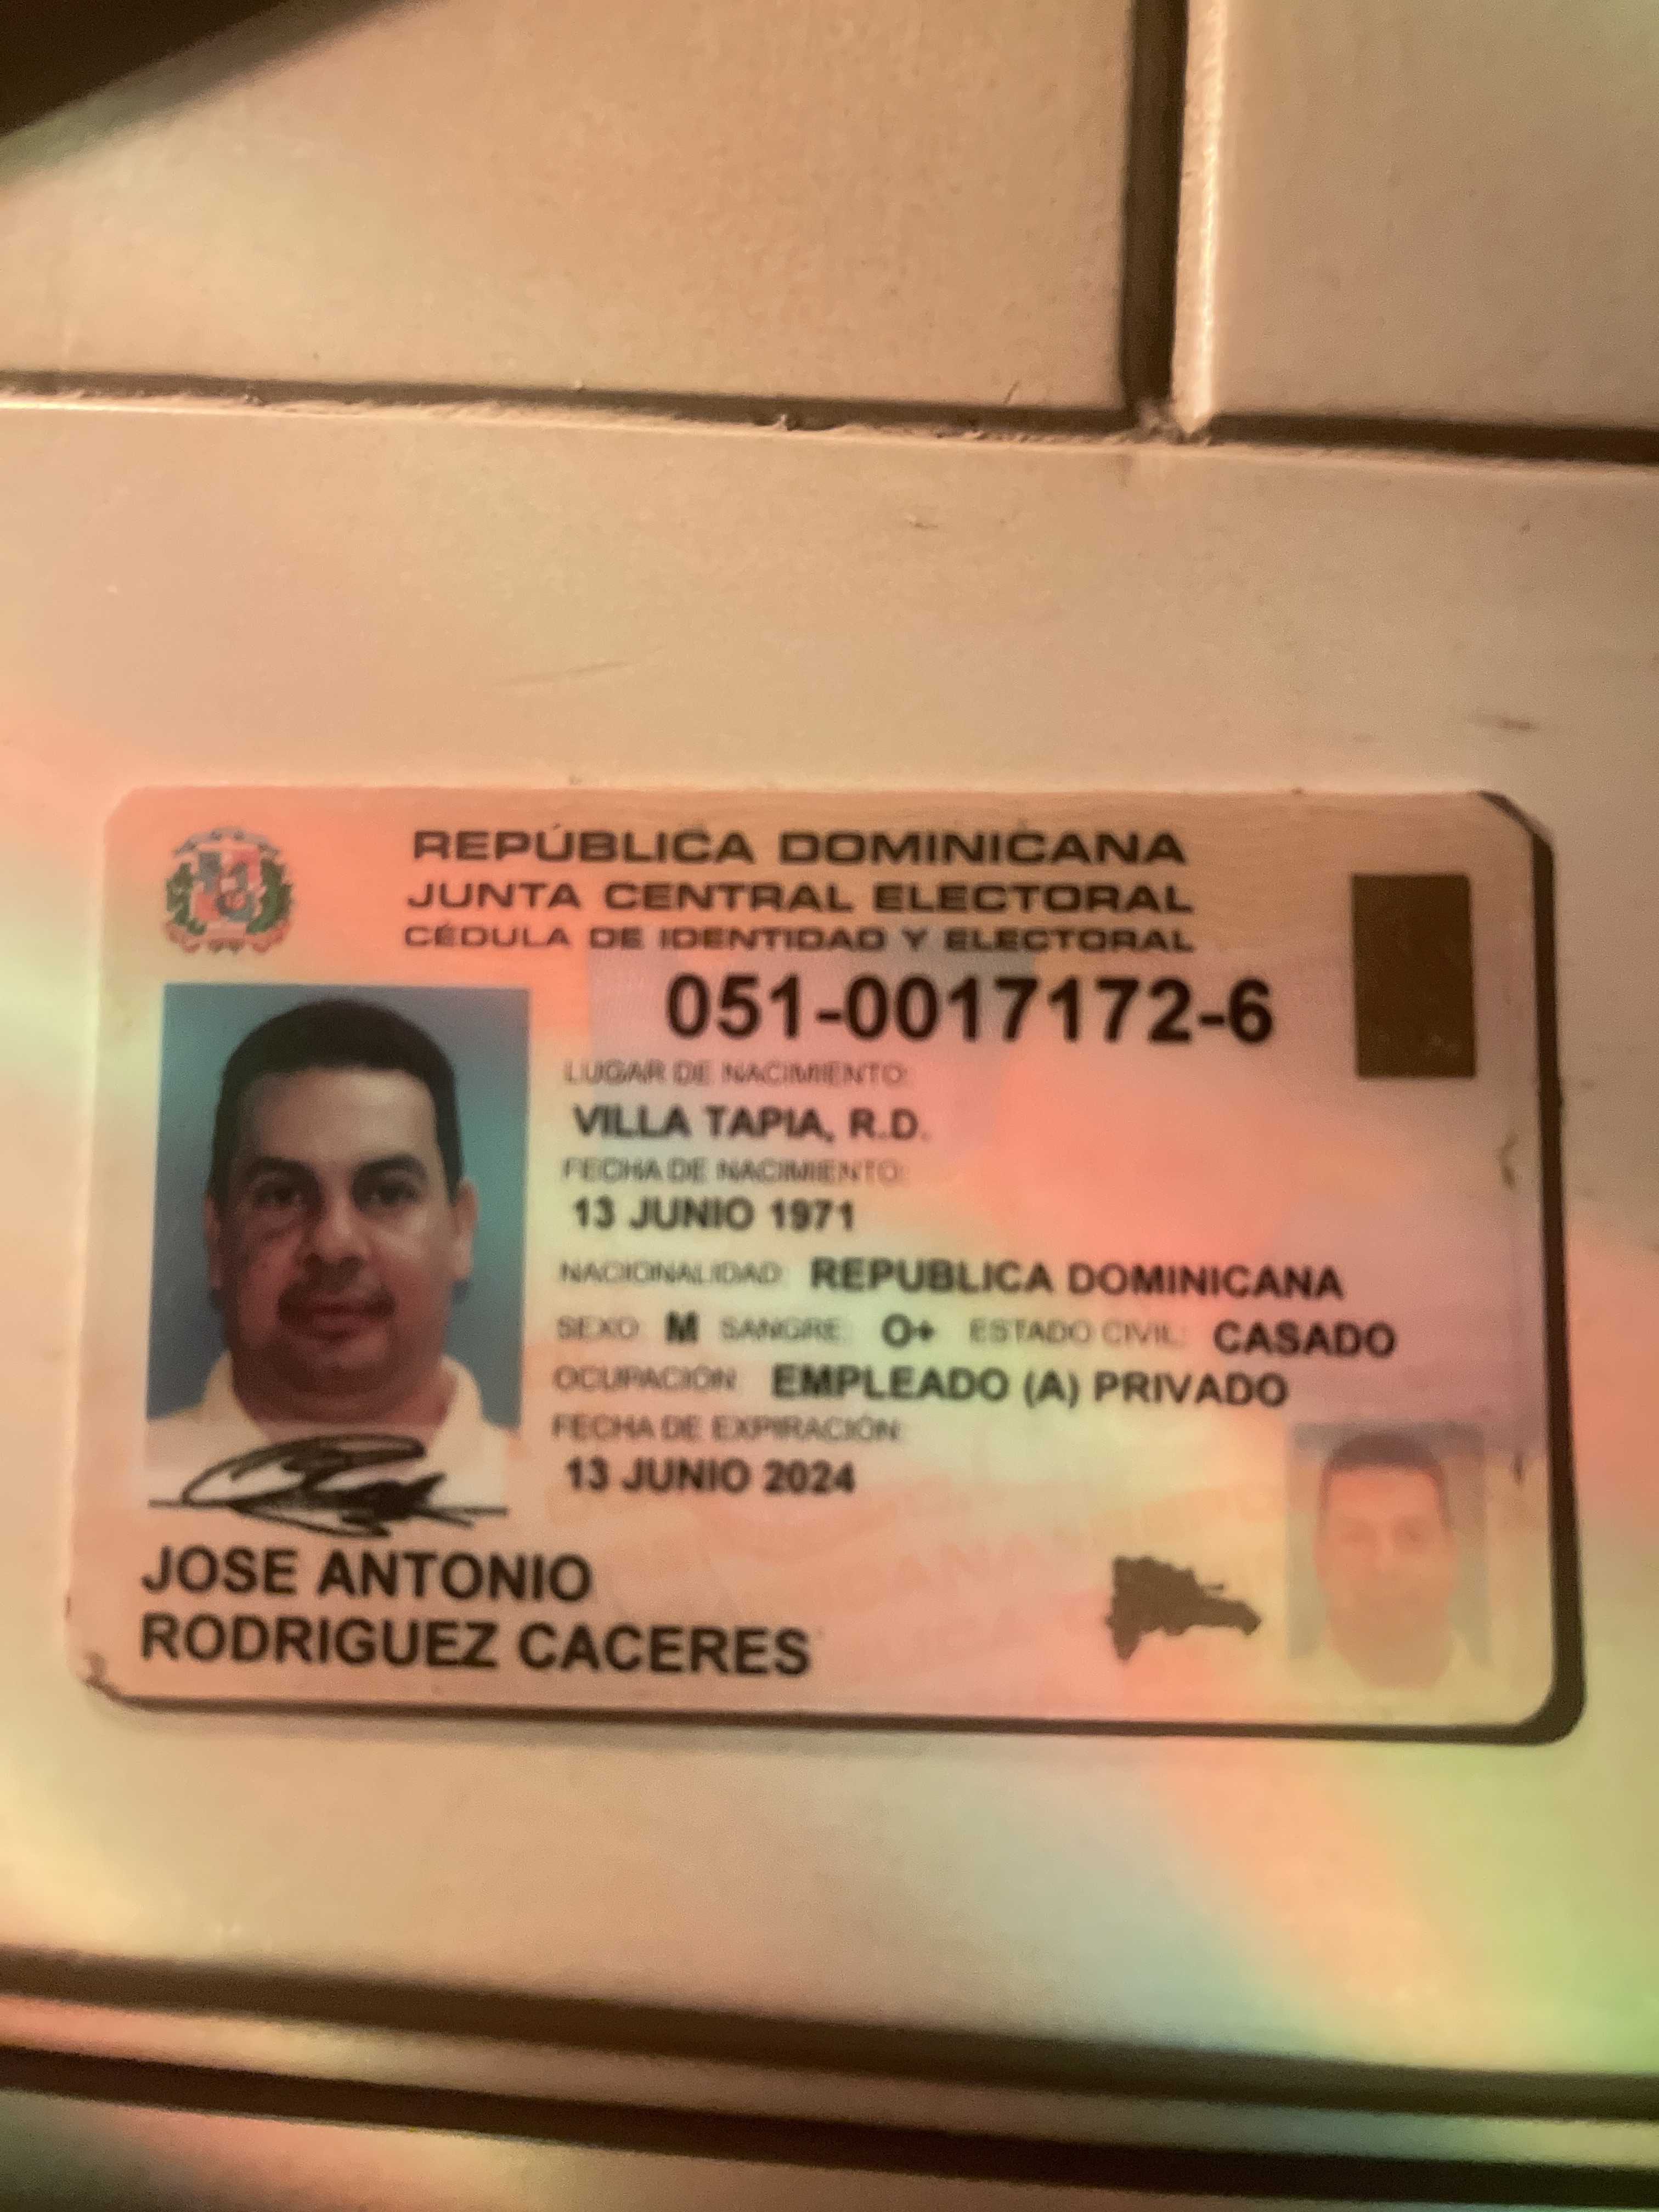 REPÚBLICA DOMINICANA
JUNTA CENTRAL ELECTORAL
CÉDULA DE IDENTIDAD Y ELECTORAL
051-0017172-6
LUGAR DE NACIMIENTO:
VILLA TAPIA, R.D.
FECHA DE NACIMIENTO:
13 JUNIO 1971
NACIONALIDAD: REPUBLICA DOMINICANA
SEXO: M SANGRE: O+ ESTADO CIVIL: CASADO
OCUPACIÓN: EMPLEADO (A) PRIVADO
FECHA DE EXPIRACIÓN:
13 JUNIO 2024
JOSE ANTONIO
RODRIGUEZ CACERES